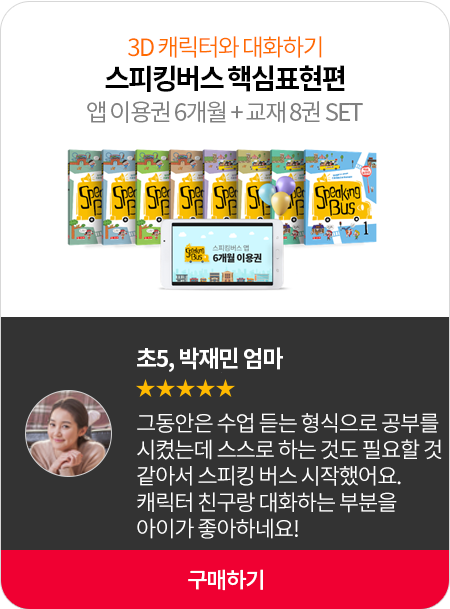 3D 캐릭터와 대화하기
스피킹버스 핵심표현편
앱 이용권 6개월 + 교재 8권 SET
Speaking
Bus
1
Speaking
Bus
스피킹버스 앱
6개월 이용권
초5, 박재민 엄마
★★★★★
그동안은 수업 듣는 형식으로 공부를
시켰는데 스스로 하는 것도 필요할 것
같아서 스피킹 버스 시작했어요.
캐릭터 친구랑 대화하는 부분을
아이가 좋아하네요!
구매하기